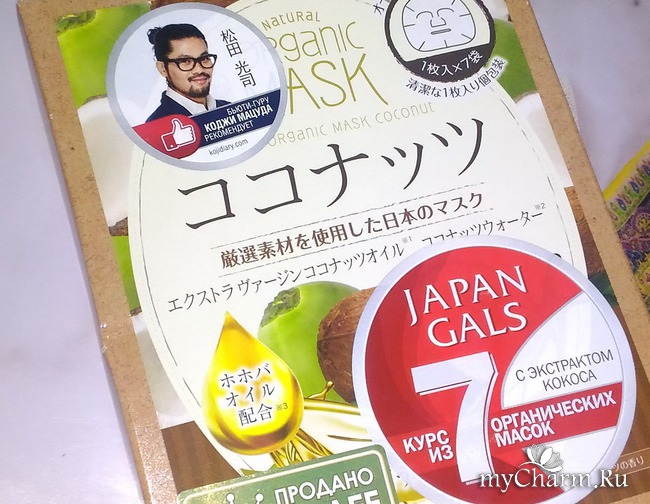 Natural
Organic
MASK
ORGANIC MASK COCONUT
松田光司
БЬЮТИ-ГУРУ
КОДЖИ МАЦУДА
РЕКОМЕНДУЕТ
kojidiary.com
1枚入×7袋
清潔な1枚入り個包装
ココナッツ
厳選素材を使用した日本のマスク
エクストラ ヴァージンココナッツオイル※1 ココナッツウォーター※2
ホホバ
オイル
配合※3
JAPAN
GALS
7
С ЭКСТРАКТОМ
КОКОСА
КУРС
ИЗ
ОРГАНИЧЕСКИХ
МАСОК
ПРОДАНО
myCharm.Ru